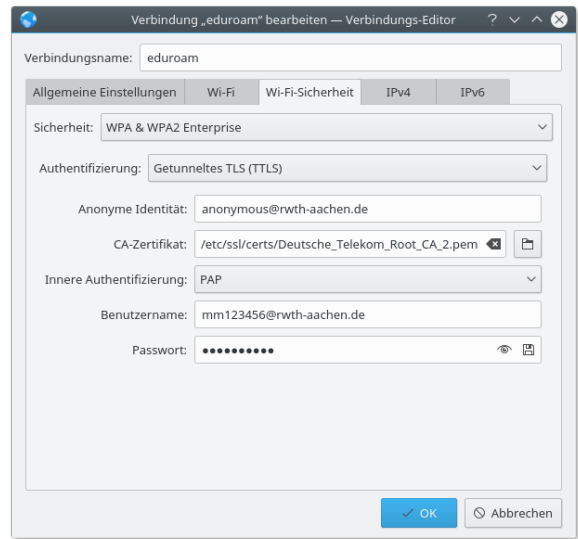 Verbindung „eduroam“ bearbeiten — Verbindungs-Editor
Verbindungsname: eduroam
Allgemeine Einstellungen Wi-Fi Wi-Fi-Sicherheit IPv4 IPv6
Sicherheit: WPA & WPA2 Enterprise
Authentifizierung: Getunneltes TLS (TTLS)
Anonyme Identität: anonymous@rwth-aachen.de
CA-Zertifikat: /etc/ssl/certs/Deutsche_Telekom_Root_CA_2.pem
Innere Authentifizierung: PAP
Benutzername: mm123456@rwth-aachen.de
Passwort: ●●●●●●●●●●
OK Abbrechen